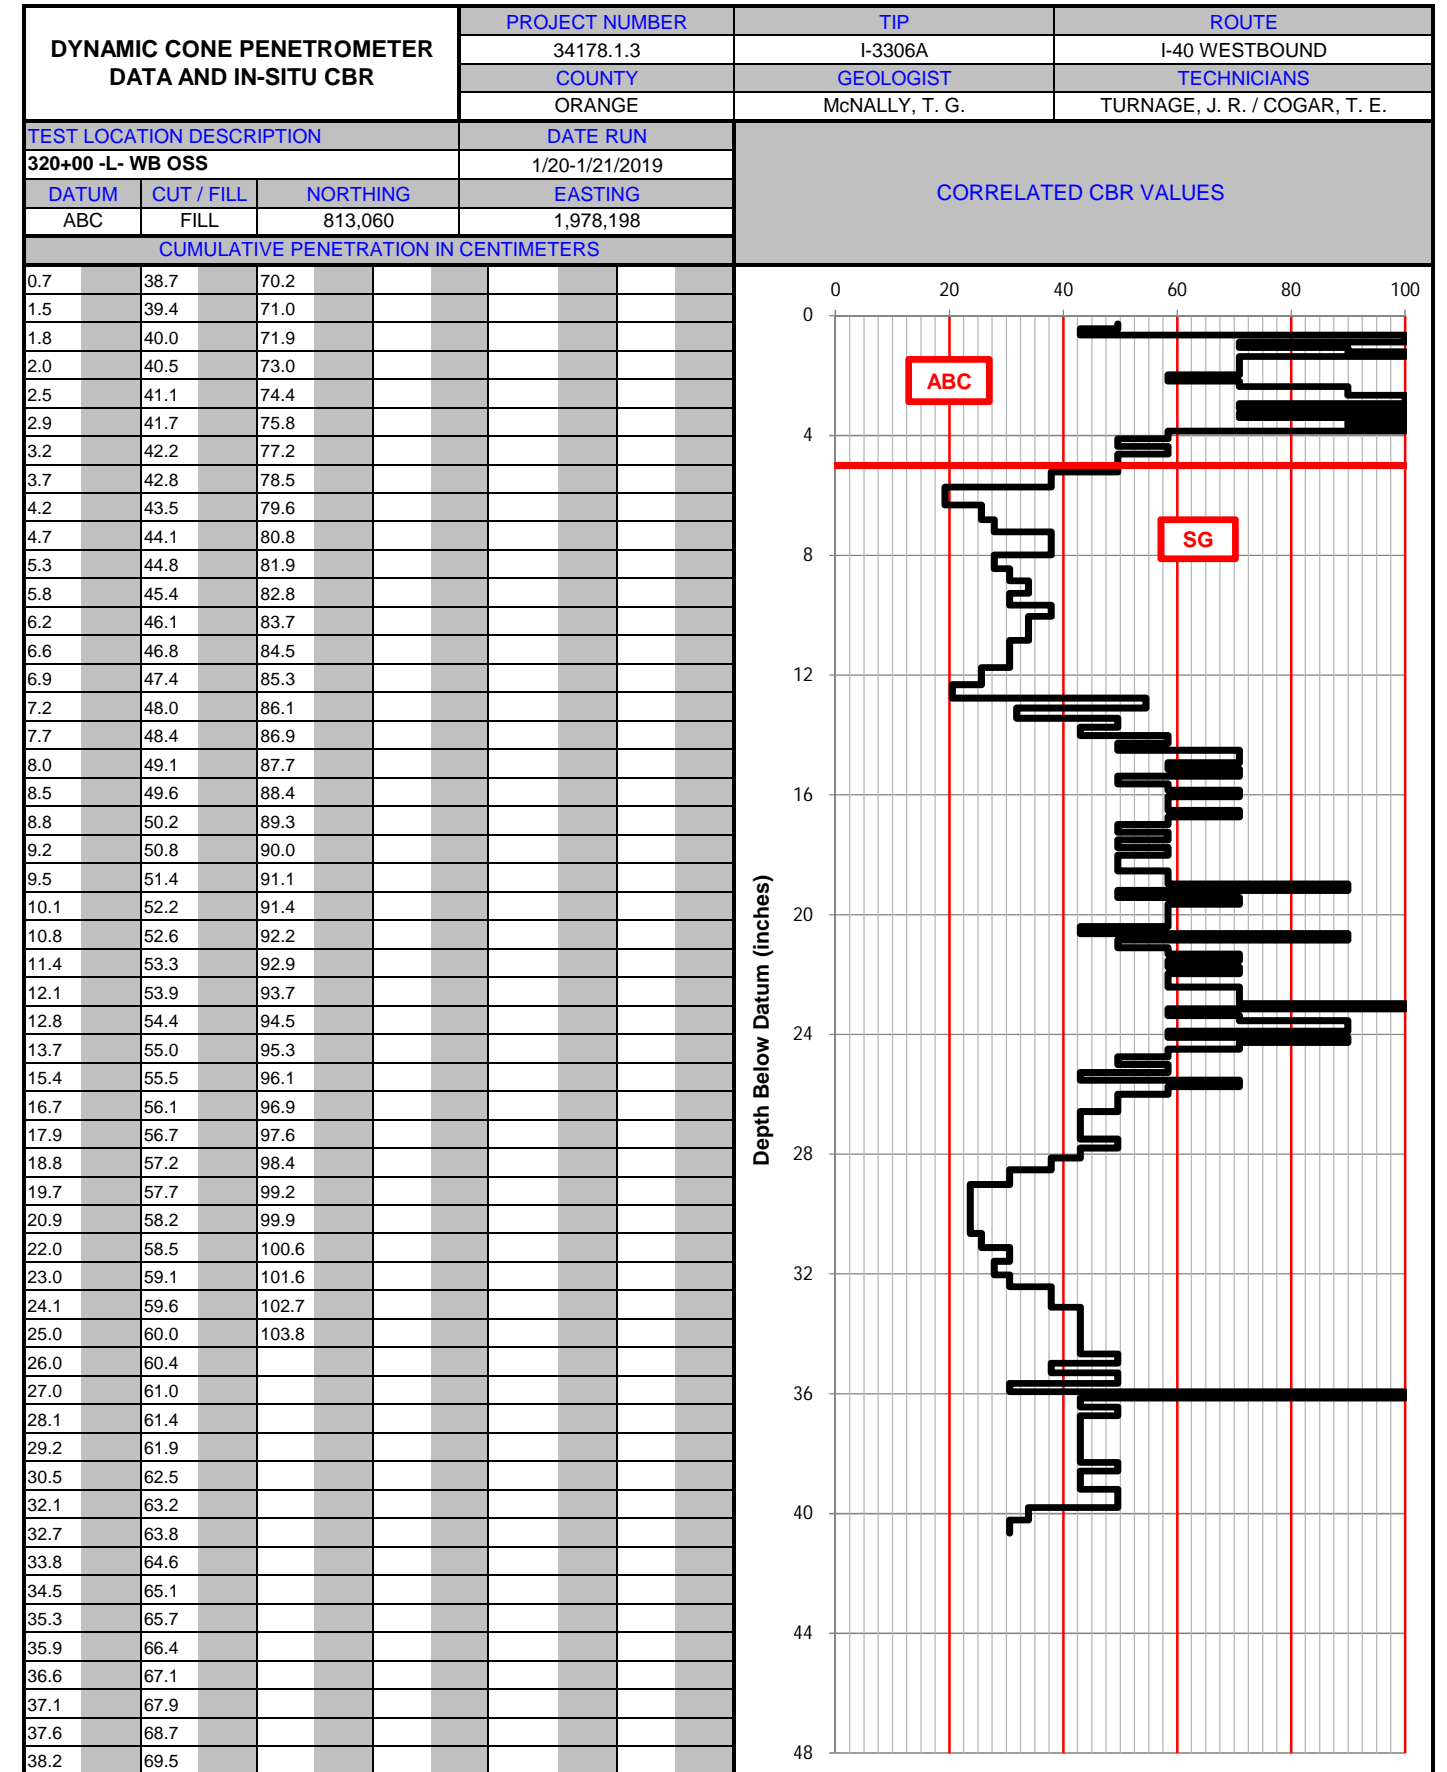 DYNAMIC CONE PENETROMETER
DATA AND IN-SITU CBR
PROJECT NUMBER TIP ROUTE
34178.1.3 I-3306A I-40 WESTBOUND
COUNTY GEOLOGIST TECHNICIANS
ORANGE McNALLY, T. G. TURNAGE, J. R. / COGAR, T. E.
TEST LOCATION DESCRIPTION DATE RUN
320+00 -L- WB OSS 1/20-1/21/2019
DATUM CUT / FILL NORTHING EASTING
ABC FILL 813,060 1,978,198
CUMULATIVE PENETRATION IN CENTIMETERS
CORRELATED CBR VALUES
0.7 38.7 70.2
1.5 39.4 71.0
1.8 40.0 71.9
2.0 40.5 73.0
2.5 41.1 74.4
2.9 41.7 75.8
3.2 42.2 77.2
3.7 42.8 78.5
4.2 43.5 79.6
4.7 44.1 80.8
5.3 44.8 81.9
5.8 45.4 82.8
6.2 46.1 83.7
6.6 46.8 84.5
6.9 47.4 85.3
7.2 48.0 86.1
7.7 48.4 86.9
8.0 49.1 87.7
8.5 49.6 88.4
8.8 50.2 89.3
9.2 50.8 90.0
9.5 51.4 91.1
10.1 52.2 91.4
10.8 52.6 92.2
11.4 53.3 92.9
12.1 53.9 93.7
12.8 54.4 94.5
13.7 55.0 95.3
15.4 55.5 96.1
16.7 56.1 96.9
17.9 56.7 97.6
18.8 57.2 98.4
19.7 57.7 99.2
20.9 58.2 99.9
22.0 58.5 100.6
23.0 59.1 101.6
24.1 59.6 102.7
25.0 60.0 103.8
26.0 60.4
27.0 61.0
28.1 61.4
29.2 61.9
30.5 62.5
32.1 63.2
32.7 63.8
33.8 64.6
34.5 65.1
35.3 65.7
35.9 66.4
36.6 67.1
37.1 67.9
37.6 68.7
38.2 69.5
0 20 40 60 80 100
0
ABC
4
SG
8
12
16
20
24
28
32
36
40
44
48
Depth Below Datum (inches)